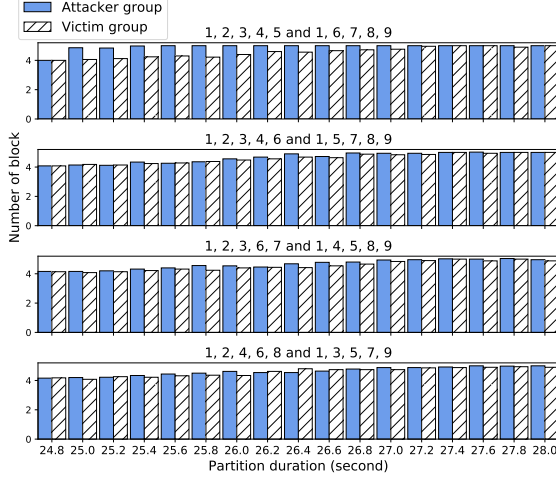 Attacker group
Victim group
1, 2, 3, 4, 5 and 1, 6, 7, 8, 9
4
2
0
1, 2, 3, 4, 6 and 1, 5, 7, 8, 9
4
2
0
1, 2, 3, 6, 7 and 1, 4, 5, 8, 9
4
2
0
1, 2, 4, 6, 8 and 1, 3, 5, 7, 9
4
2
0
Number of block
24.8 25.0 25.2 25.4 25.6 25.8 26.0 26.2 26.4 26.6 26.8 27.0 27.2 27.4 27.6 27.8 28.0
Partition duration (second)